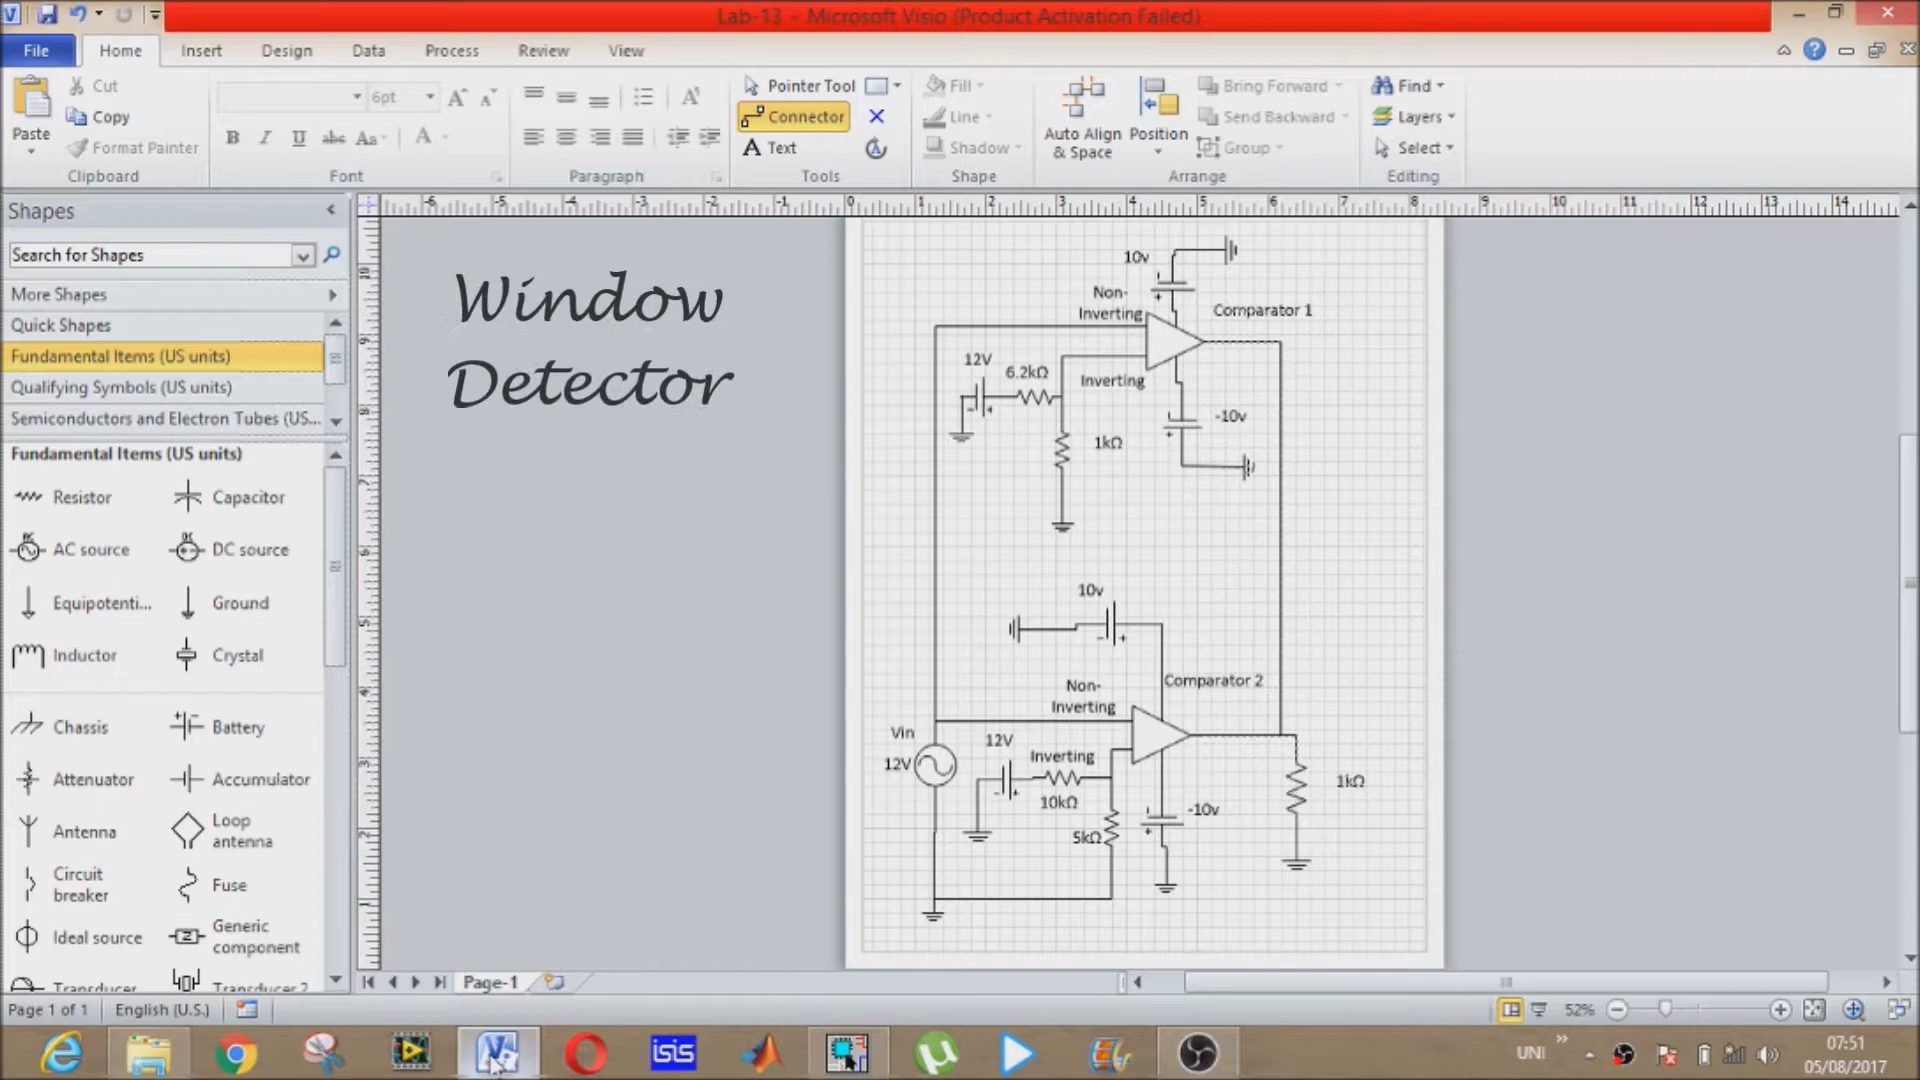 Lab-13 - Microsoft Visio (Product Activation Failed)
File Home Insert Design Data Process Review View
Paste
Cut
Copy
Format Painter
Clipboard
6pt
Font
Paragraph
Pointer Tool
Connector
Text
Tools
Fill
Line
Shadow
Shape
Auto Align & Space
Position
Bring Forward
Send Backward
Group
Arrange
Find
Layers
Select
Editing
Shapes
Search for Shapes
More Shapes
Quick Shapes
Fundamental Items (US units)
Qualifying Symbols (US units)
Semiconductors and Electron Tubes (US...
Fundamental Items (US units)
Resistor Capacitor
AC source DC source
Equipotenti... Ground
Inductor Crystal
Chassis Battery
Attenuator Accumulator
Antenna Loop antenna
Circuit breaker Fuse
Ideal source Generic component
Transducer Transducer 2
Window
Detector
10v
Non-
Inverting
Comparator 1
12V
6.2kΩ
Inverting
-10v
1kΩ
10v
Non-
Inverting
Comparator 2
Vin
12V
12V
Inverting
10kΩ
5kΩ
-10v
1kΩ
Page-1
Page 1 of 1 English (U.S.) 52%
isis
UNI
07:51
05/08/2017